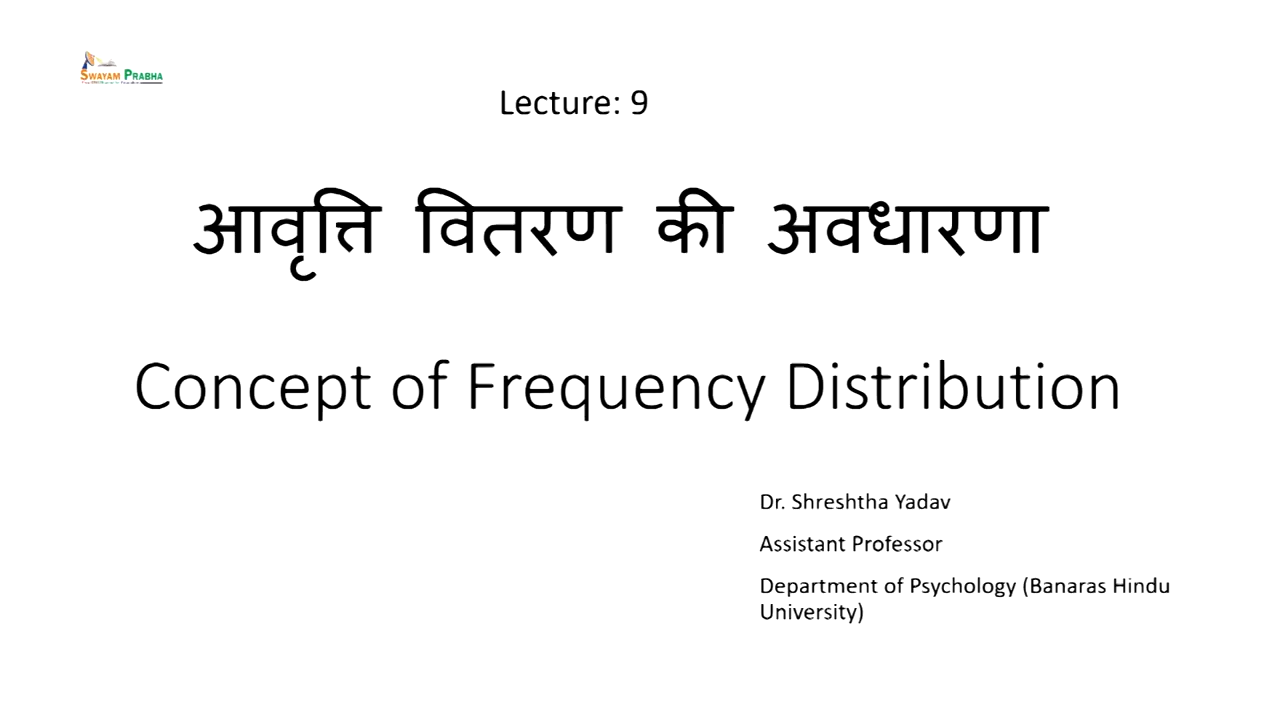 SWAYAM PRABHA
Lecture: 9
आवृत्ति वितरण की अवधारणा
Concept of Frequency Distribution
Dr. Shreshtha Yadav
Assistant Professor
Department of Psychology (Banaras Hindu
University)